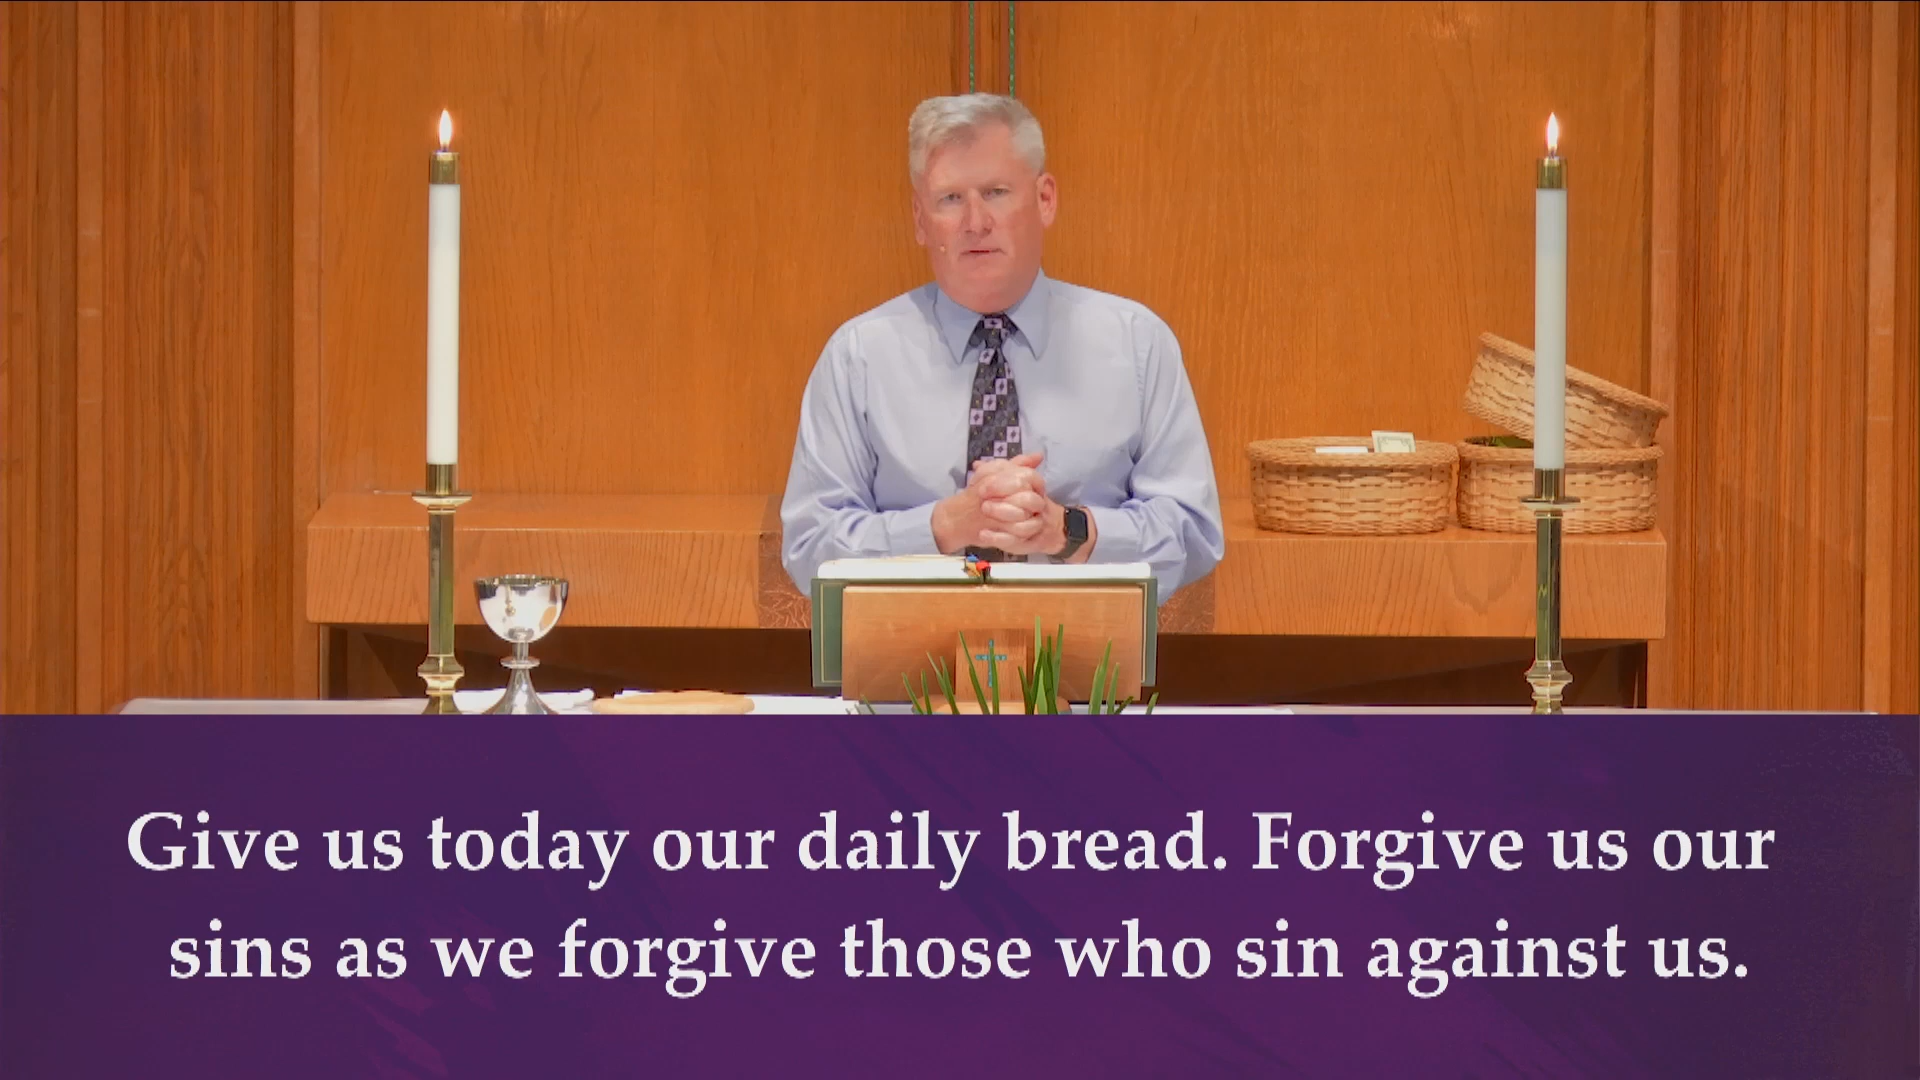 Give us today our daily bread. Forgive us our
sins as we forgive those who sin against us.